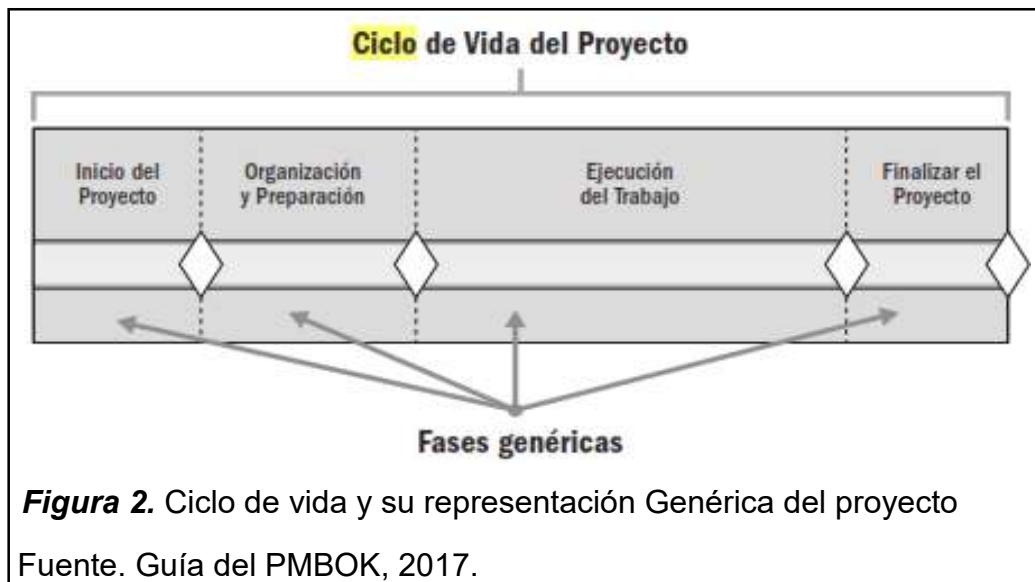 Ciclo de Vida del Proyecto
Inicio del
Proyecto
Organización
y Preparación
Ejecución
del Trabajo
Finalizar el
Proyecto
Fases genéricas
Figura 2. Ciclo de vida y su representación Genérica del proyecto
Fuente. Guía del PMBOK, 2017.